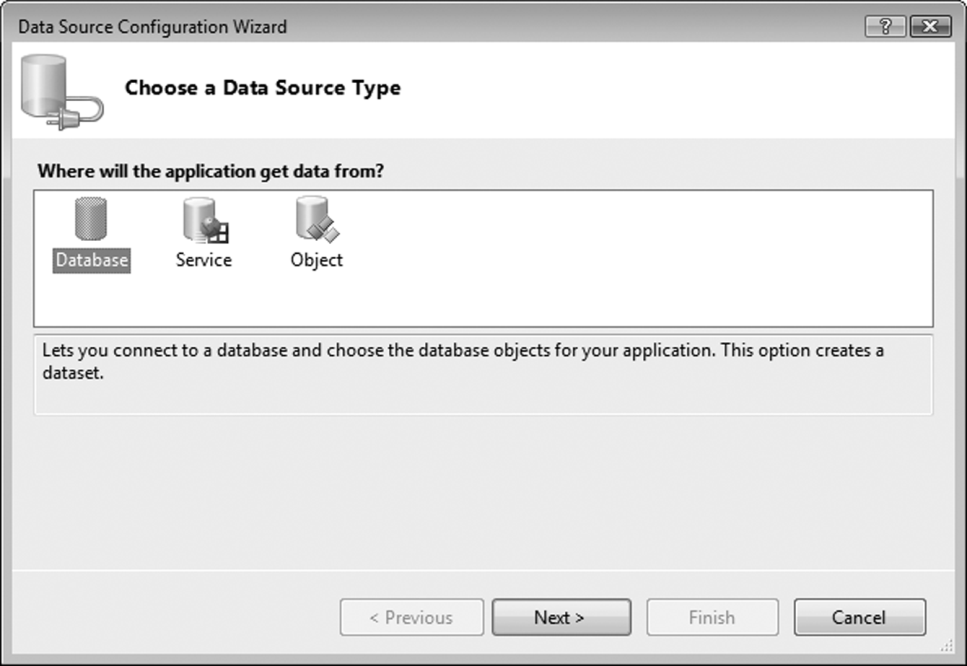 Data Source Configuration Wizard
?
Choose a Data Source Type
Where will the application get data from?
Database Service Object
Lets you connect to a database and choose the database objects for your application. This option creates a
dataset.
< Previous Next > Finish Cancel